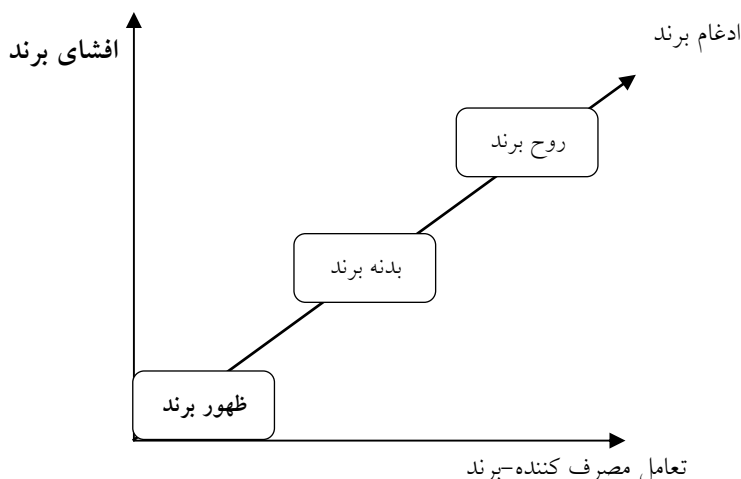 ادغام برند
افشای برند
روح برند
بدنه برند
ظهور برند
تعامل مصرف کننده-برند